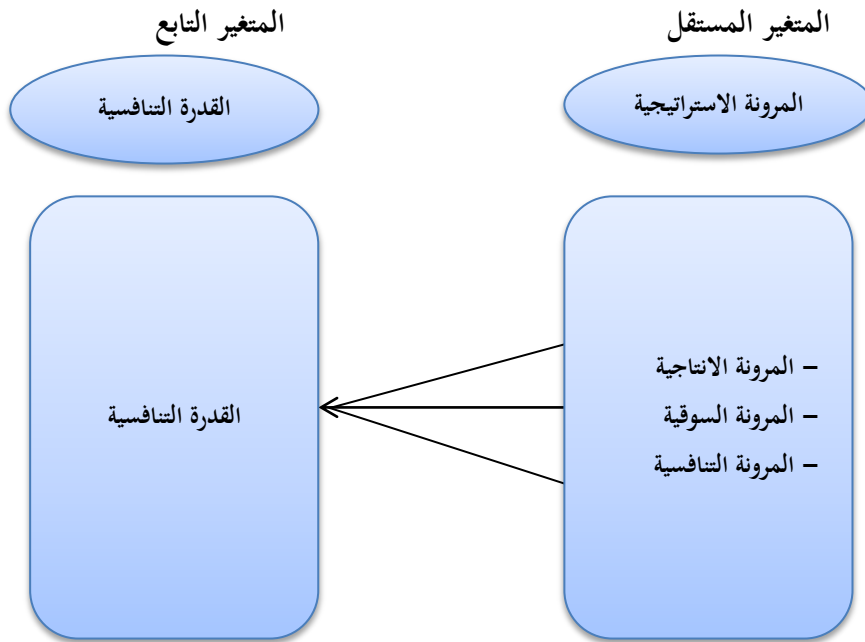 المتغير المستقل
المتغير التابع
المرونة الاستراتيجية
القدرة التنافسية
– المرونة الانتاجية
– المرونة السوقية
– المرونة التنافسية
القدرة التنافسية